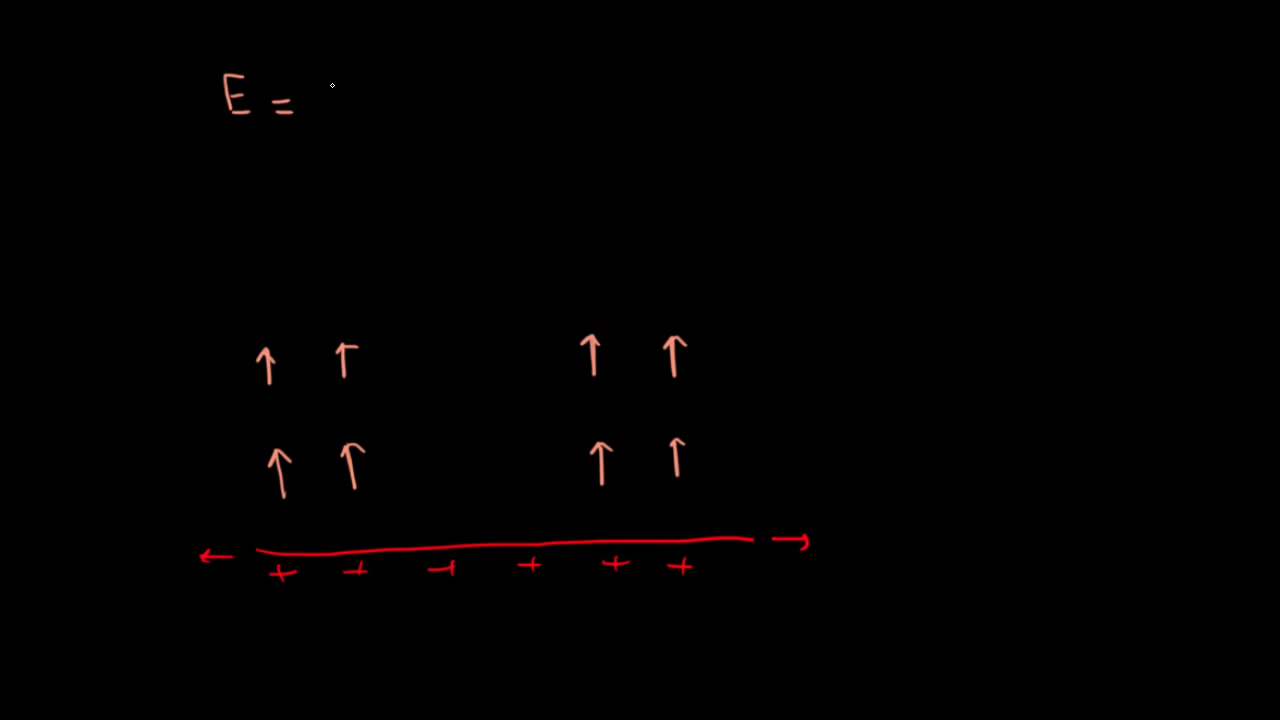 E =
+ + + + + +